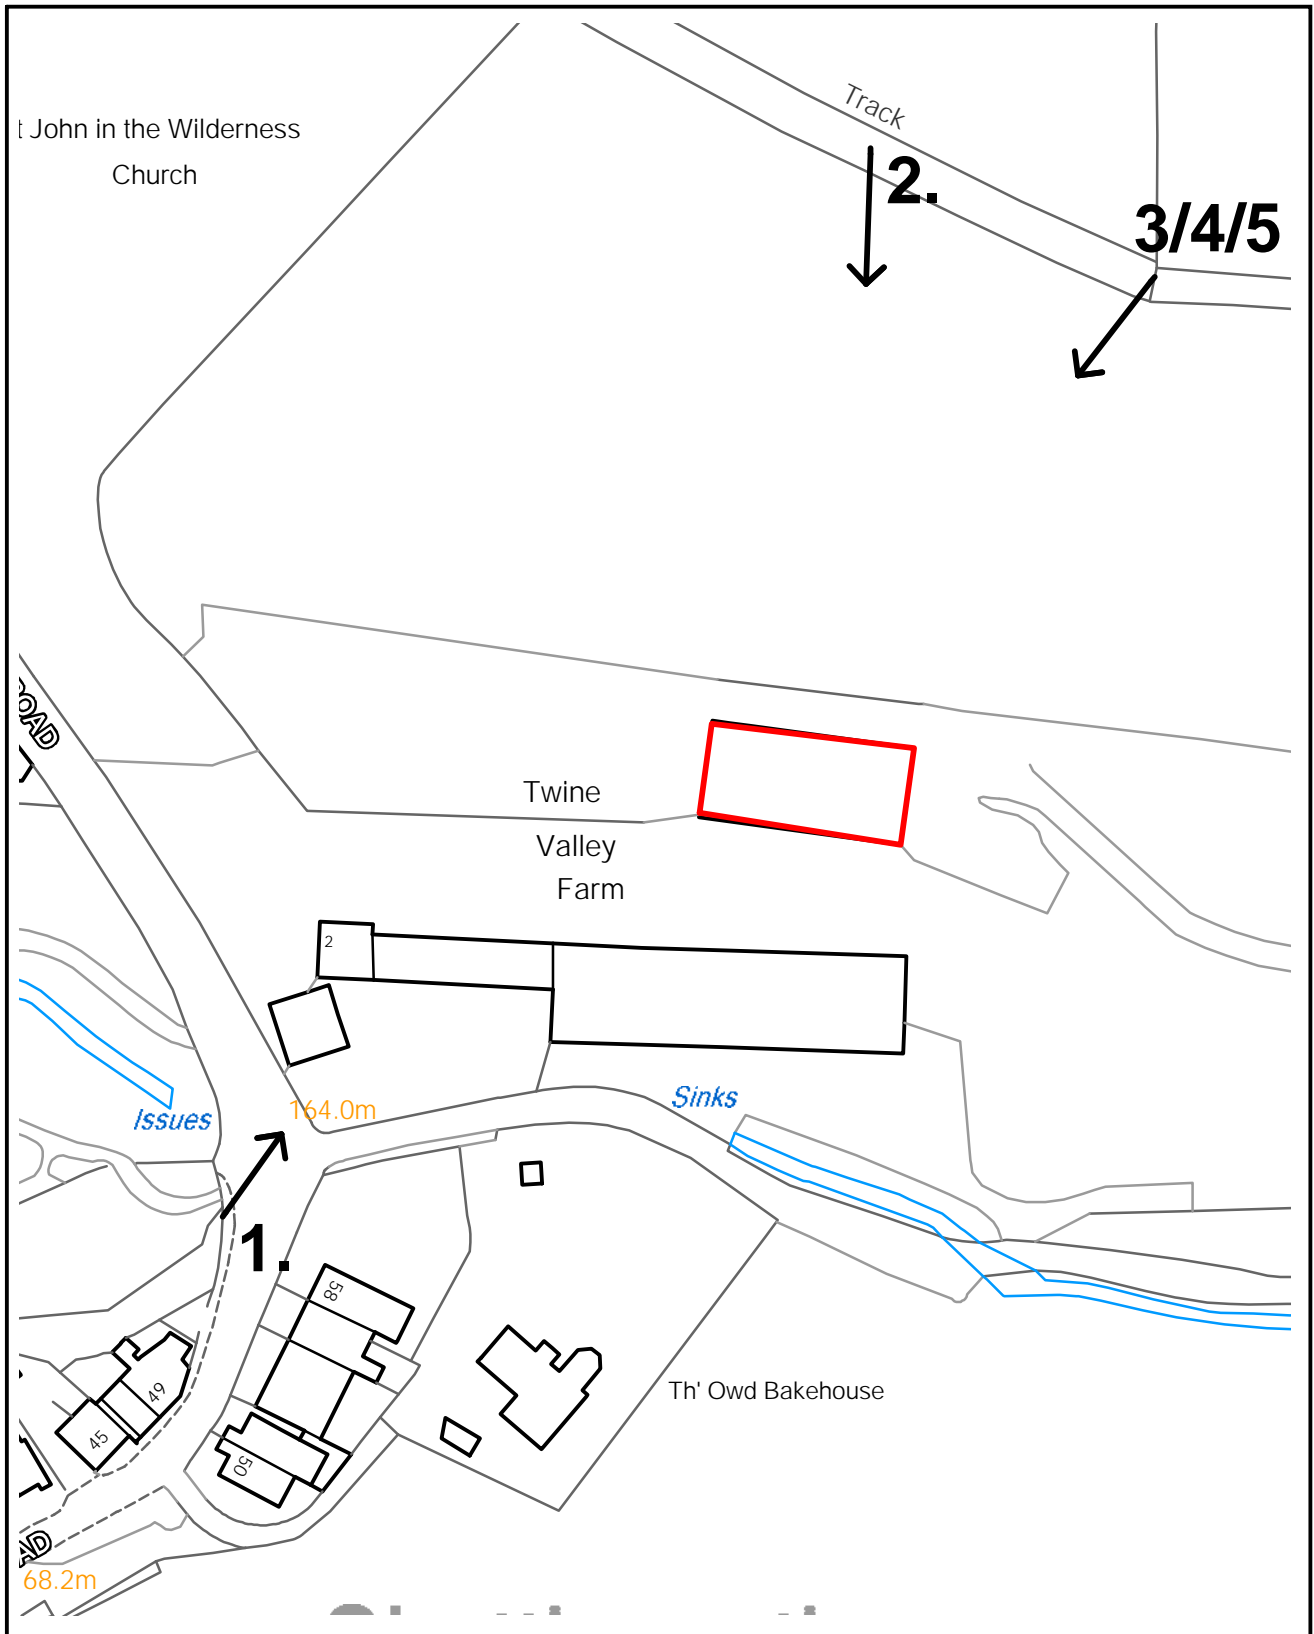 Track
t John in the Wilderness
Church
2.
3/4/5
ROAD
Twine
Valley
Farm
2
164.0m
Sinks
Issues
1.
58
49
45
50
Th' Owd Bakehouse
AD
68.2m